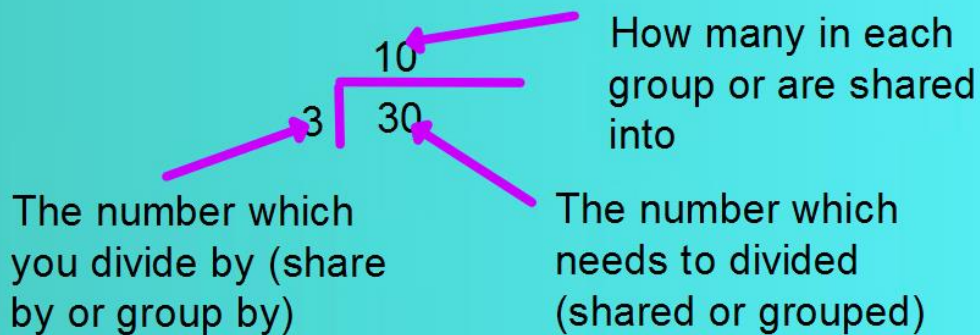 10
3 30
How many in each
group or are shared
into
The number which
you divide by (share
by or group by)
The number which
needs to divided
(shared or grouped)